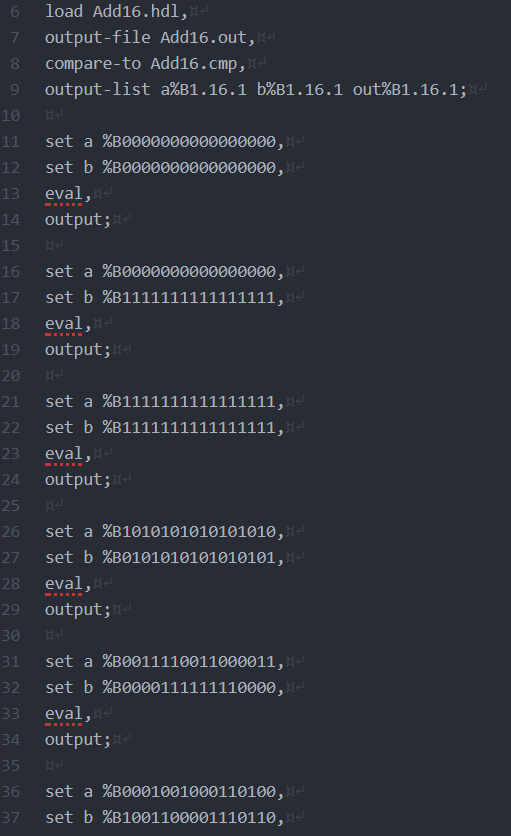 6 load Add16.hdl,¤↵
7 output-file Add16.out,¤↵
8 compare-to Add16.cmp,¤↵
9 output-list a%B1.16.1 b%B1.16.1 out%B1.16.1;¤↵
10 ¤↵
11 set a %B0000000000000000,¤↵
12 set b %B0000000000000000,¤↵
13 eval,¤↵
14 output;¤↵
15 ¤↵
16 set a %B0000000000000000,¤↵
17 set b %B1111111111111111,¤↵
18 eval,¤↵
19 output;¤↵
20 ¤↵
21 set a %B1111111111111111,¤↵
22 set b %B1111111111111111,¤↵
23 eval,¤↵
24 output;¤↵
25 ¤↵
26 set a %B1010101010101010,¤↵
27 set b %B0101010101010101,¤↵
28 eval,¤↵
29 output;¤↵
30 ¤↵
31 set a %B0011110011000011,¤↵
32 set b %B0000111111110000,¤↵
33 eval,¤↵
34 output;¤↵
35 ¤↵
36 set a %B0001001000110100,¤↵
37 set b %B1001100001110110,¤↵